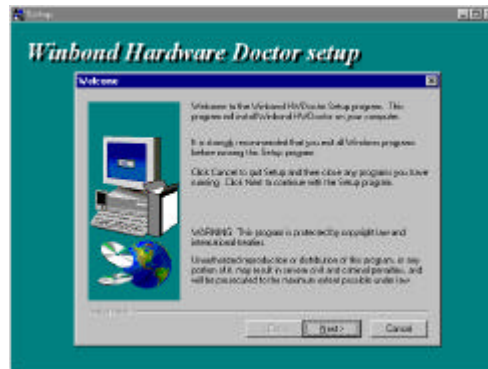 Setup
Winbond Hardware Doctor setup
Welcome
Welcome to the Winbond HWDoctor Setup program. This
program will install Winbond HWDoctor on your computer.
It is strongly recommended that you exit all Windows programs
before running this Setup program.
Click Cancel to quit Setup and then close any programs you have
running. Click Next to continue with the Setup program.
WARNING: This program is protected by copyright law and
international treaties.
Unauthorized reproduction or distribution of this program, or any
portion of it, may result in severe civil and criminal penalties, and
will be prosecuted to the maximum extent possible under law.
Next >
Cancel